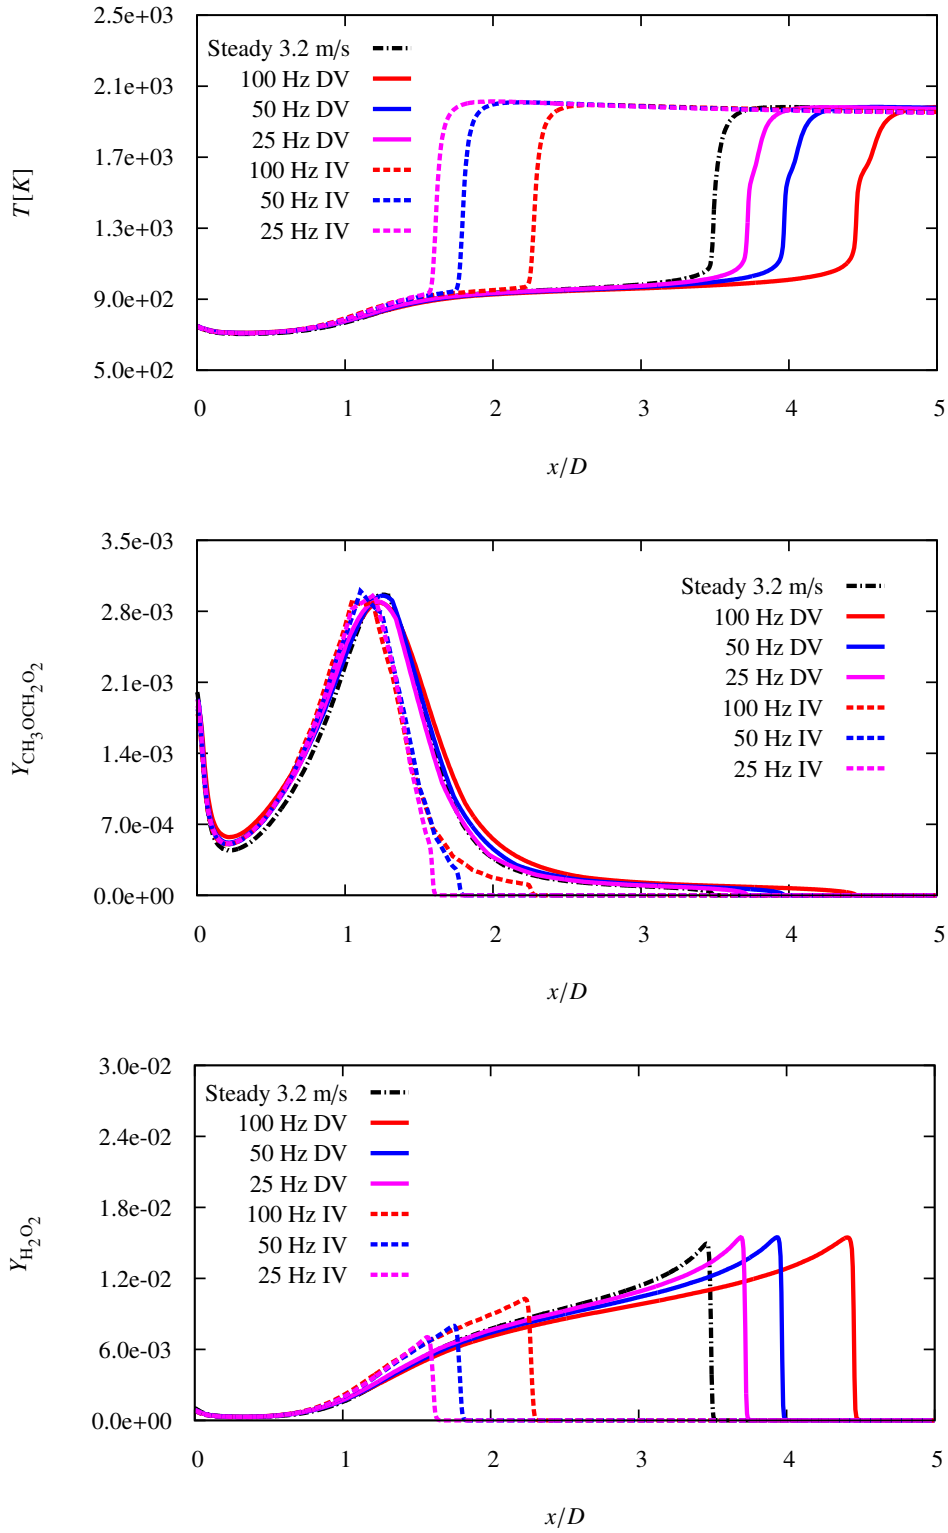 2.5e+03
2.1e+03
1.7e+03
1.3e+03
9.0e+02
5.0e+02
T[K]
Steady 3.2 m/s
100 Hz DV
50 Hz DV
25 Hz DV
100 Hz IV
50 Hz IV
25 Hz IV
0 1 2 3 4 5
x/D
3.5e-03
2.8e-03
2.1e-03
1.4e-03
7.0e-04
0.0e+00
Y_{CH_3OCH_2O_2}
Steady 3.2 m/s
100 Hz DV
50 Hz DV
25 Hz DV
100 Hz IV
50 Hz IV
25 Hz IV
0 1 2 3 4 5
x/D
3.0e-02
2.4e-02
1.8e-02
1.2e-02
6.0e-03
0.0e+00
Y_{H_2O_2}
Steady 3.2 m/s
100 Hz DV
50 Hz DV
25 Hz DV
100 Hz IV
50 Hz IV
25 Hz IV
0 1 2 3 4 5
x/D